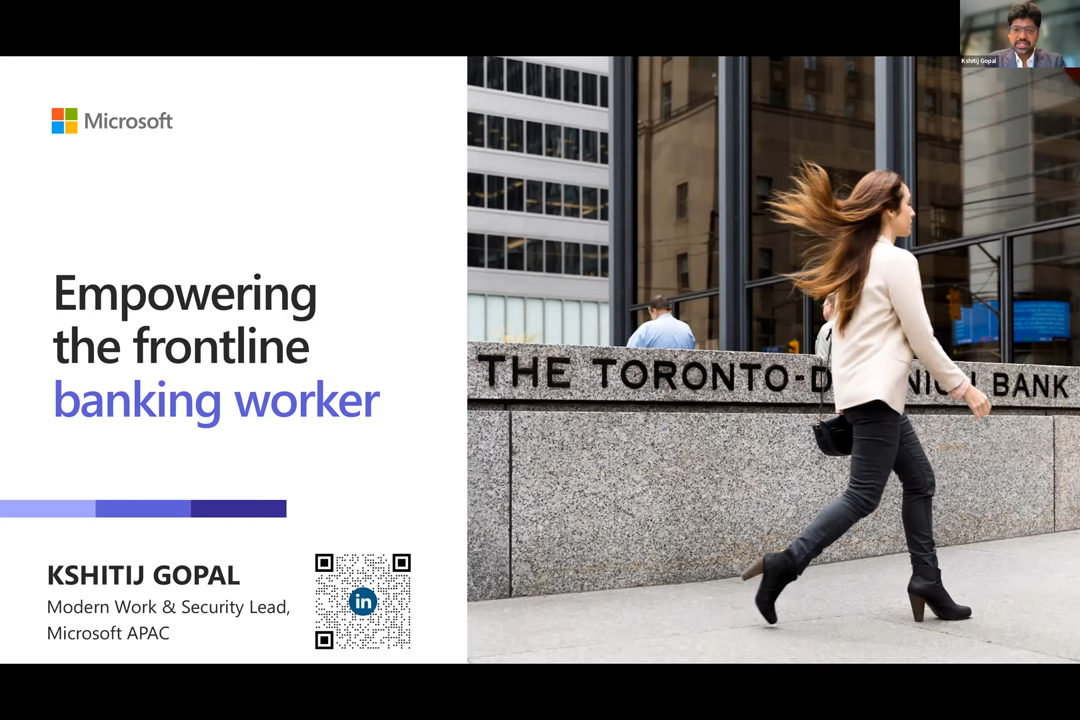 Kshitij Gopal
Microsoft
Empowering
the frontline
banking worker
THE TORONTO-D NION BANK
KSHITIJ GOPAL
Modern Work & Security Lead,
Microsoft APAC
in